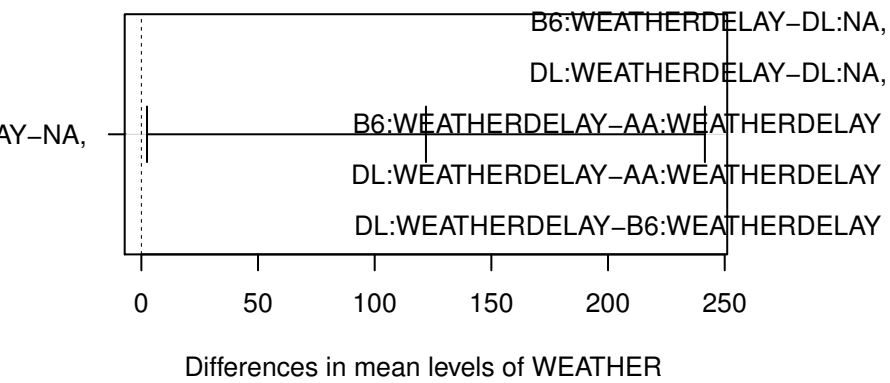 B6:WEATHERDELAY−DL:NA,
DL:WEATHERDELAY−DL:NA,
B6:WEATHERDELAY−AA:WEATHERDELAY
AY−NA,
DL:WEATHERDELAY−AA:WEATHERDELAY
DL:WEATHERDELAY−B6:WEATHERDELAY
0 50 100 150 200 250
Differences in mean levels of WEATHER